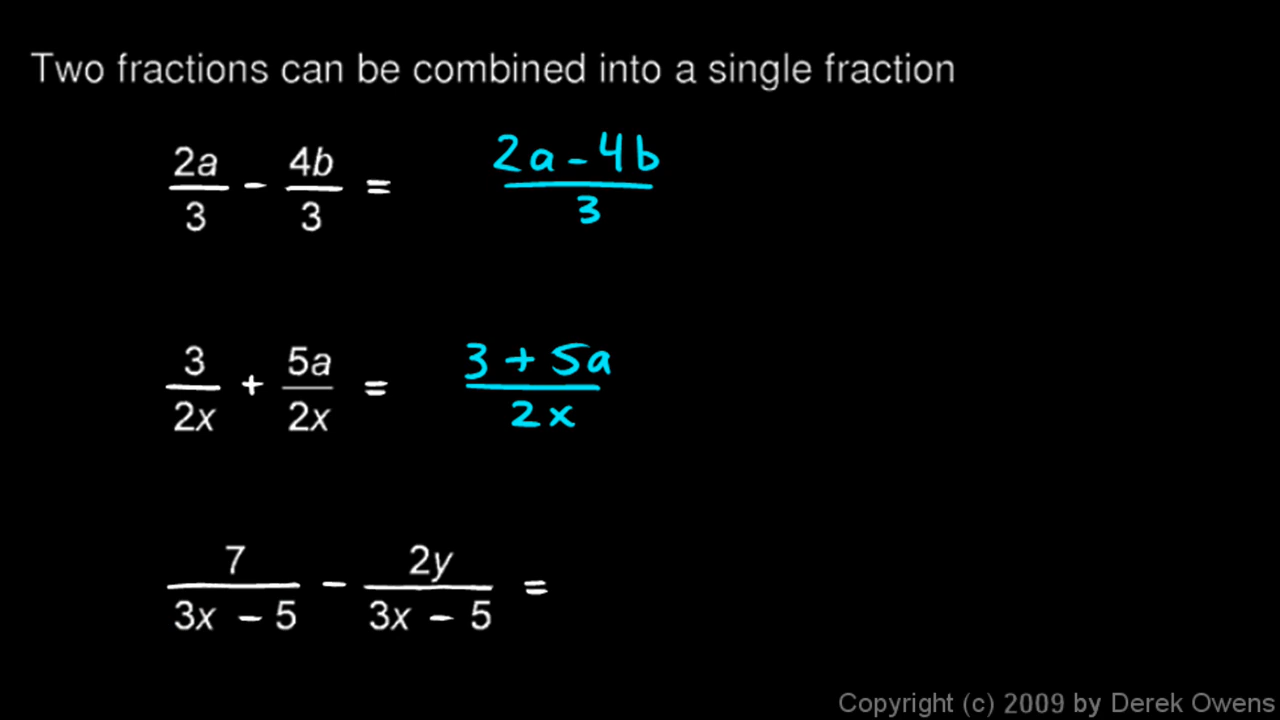 Two fractions can be combined into a single fraction
2a/3 - 4b/3 = 2a - 4b/3
3/2x + 5a/2x = 3 + 5a/2x
7/3x - 5 - 2y/3x - 5 =
Copyright (c) 2009 by Derek Owens